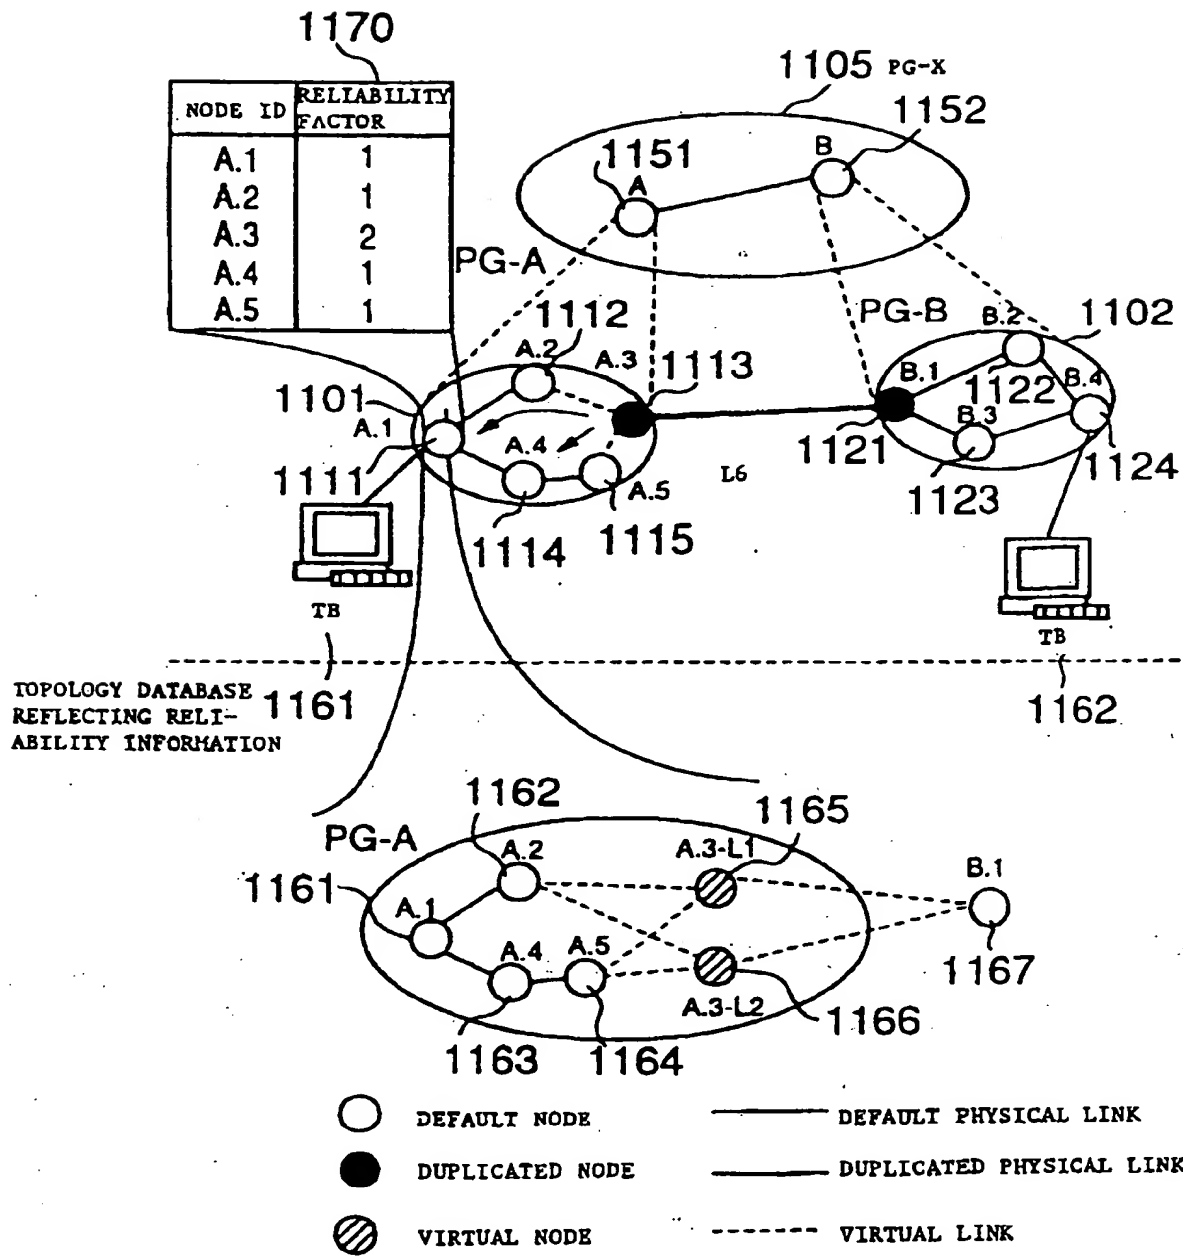 1170
NODE ID RELIABILITY FACTOR
A.1 1
A.2 1
A.3 2
A.4 1
A.5 1
1105 PG-X
1152
1151
A
B
PG-A
PG-B
1112
A.2
A.3
1113
1101
A.1
1111
A.4
1114
A.5
1115
L6
B.2
1102
B.1
1122
B.4
1121
B.3
1123
1124
TB
TB
1161
1162
TOPOLOGY DATABASE
REFLECTING RELI-
ABILITY INFORMATION
PG-A
1162
1165
A.2
A.3-L1
1161
A.1
B.1
1167
A.4
A.5
A.3-L2
1166
1163
1164
DEFAULT NODE
DEFAULT PHYSICAL LINK
DUPLICATED NODE
DUPLICATED PHYSICAL LINK
VIRTUAL NODE
VIRTUAL LINK